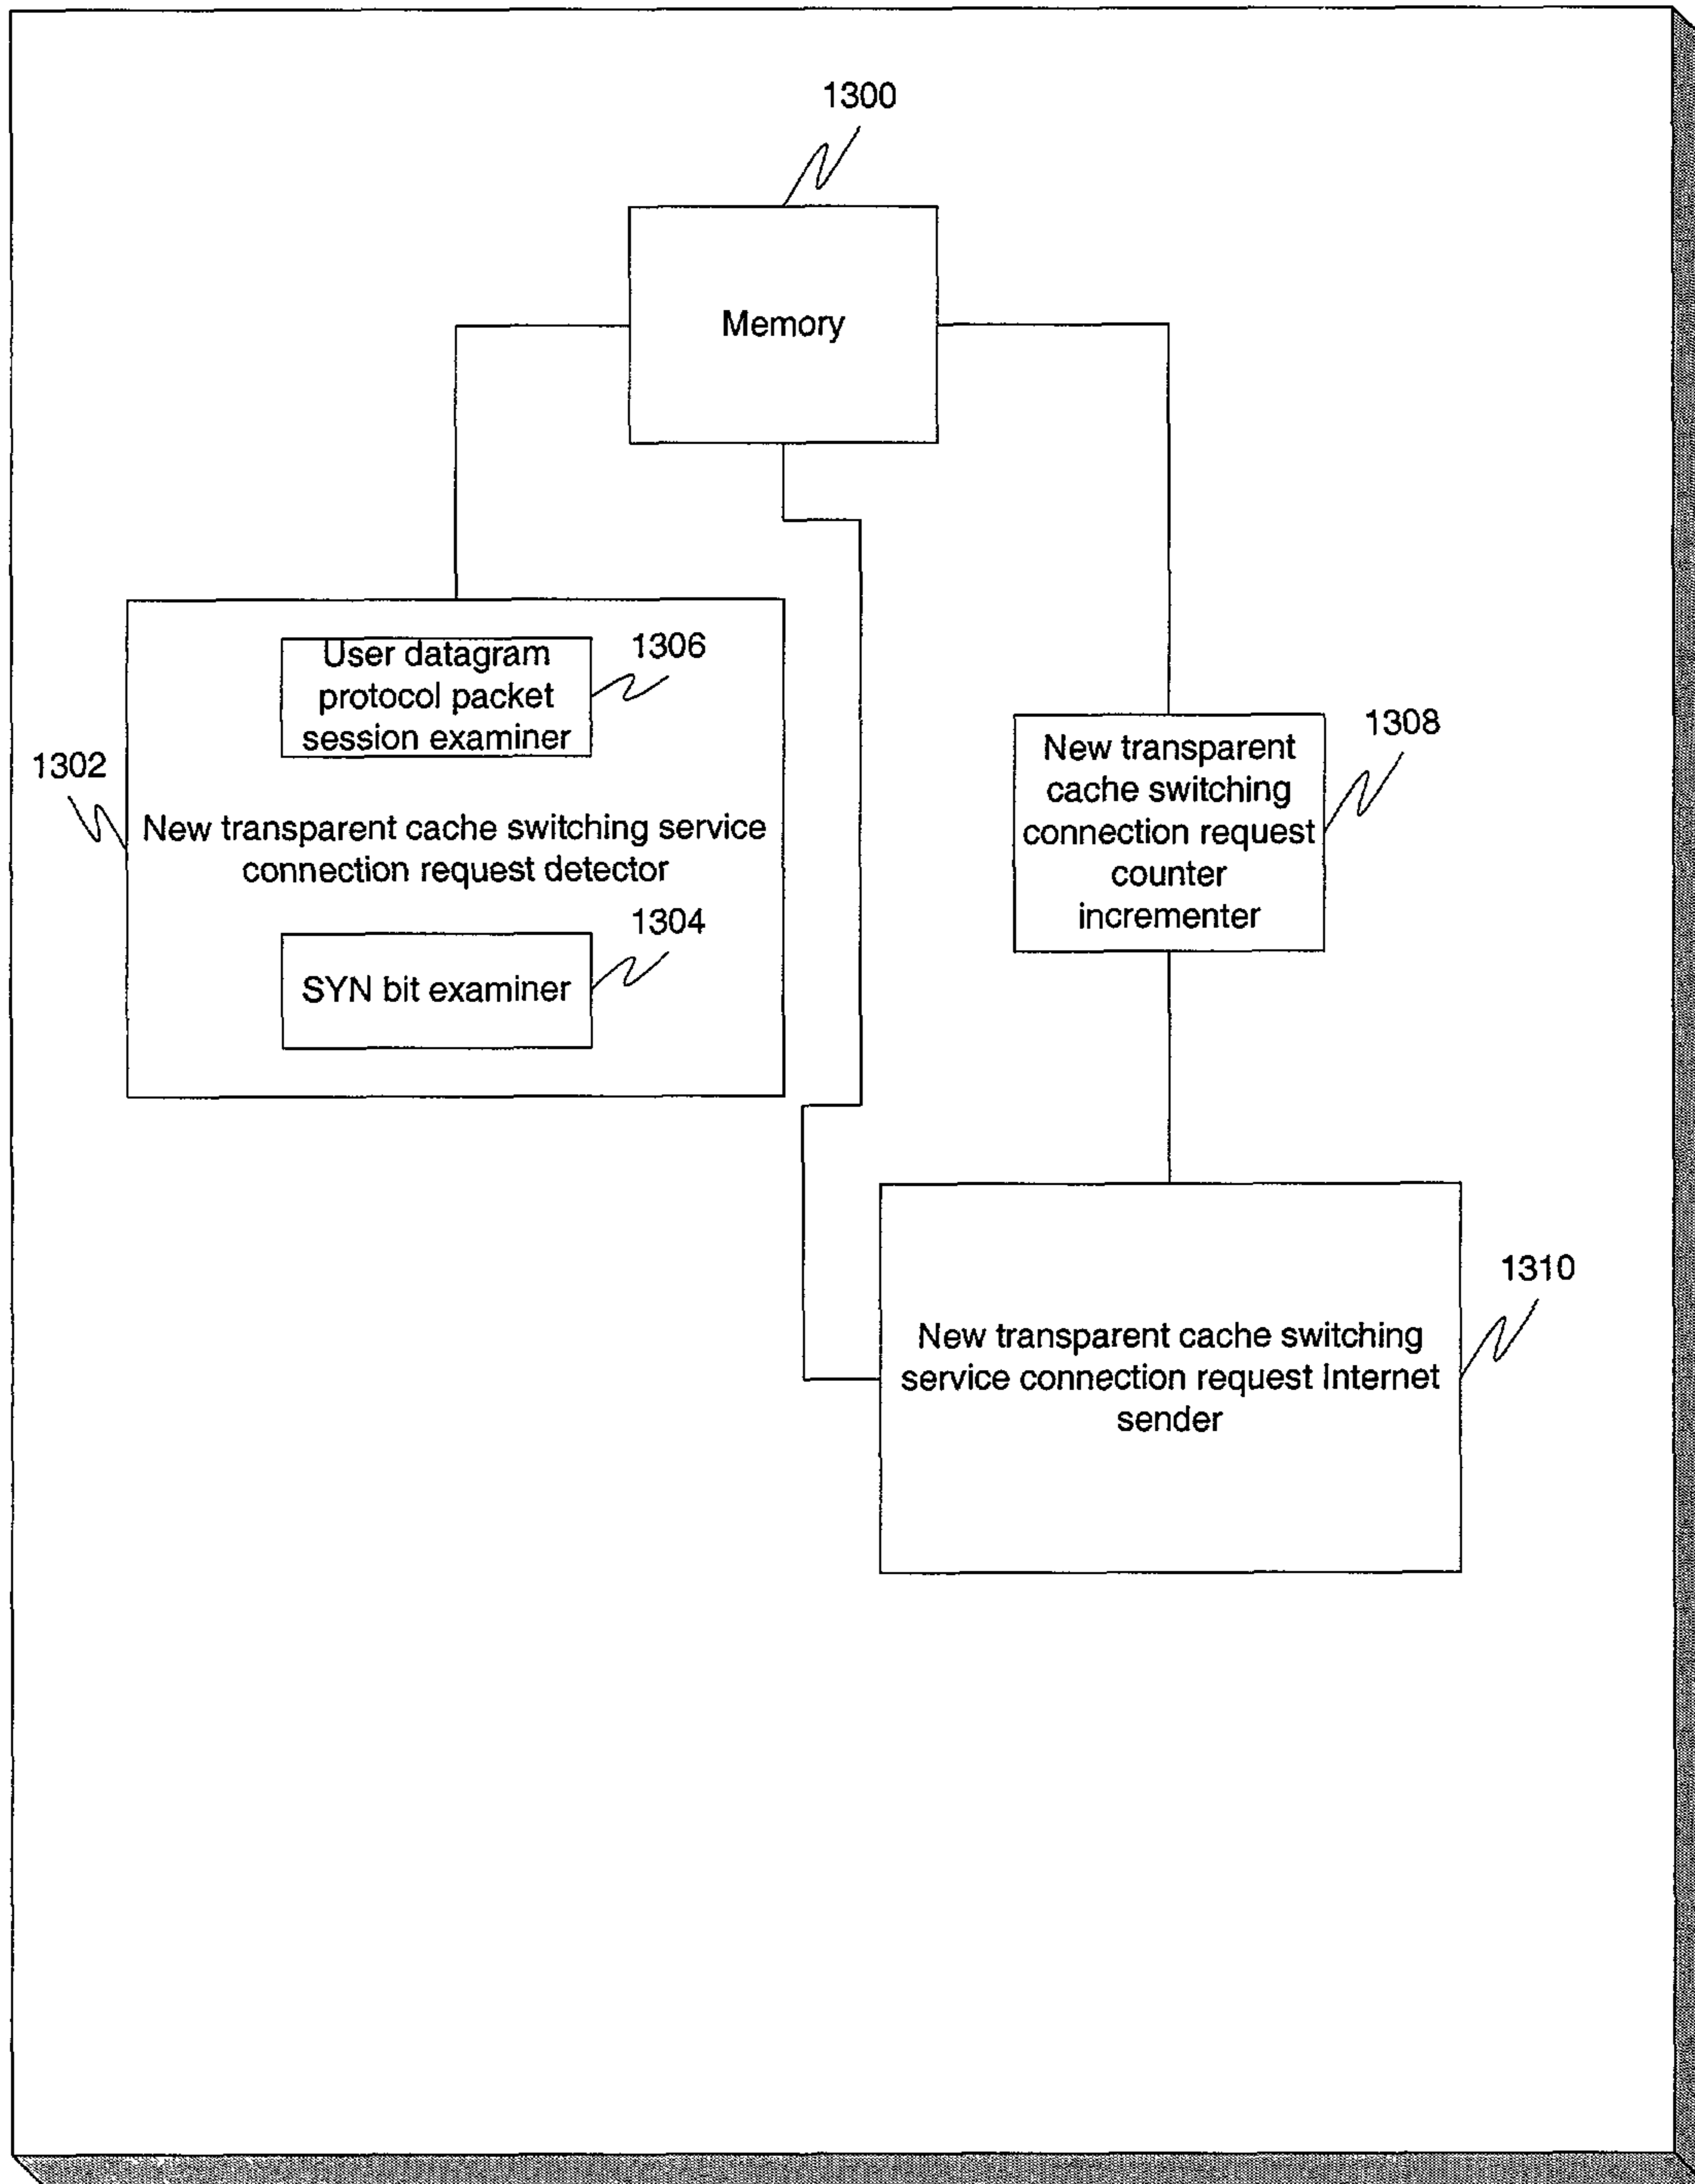 1300
Memory
User datagram
protocol packet
session examiner
1306
1302
New transparent cache switching service
connection request detector
1304
SYN bit examiner
1308
New transparent
cache switching
connection request
counter
incrementer
1310
New transparent cache switching
service connection request Internet
sender